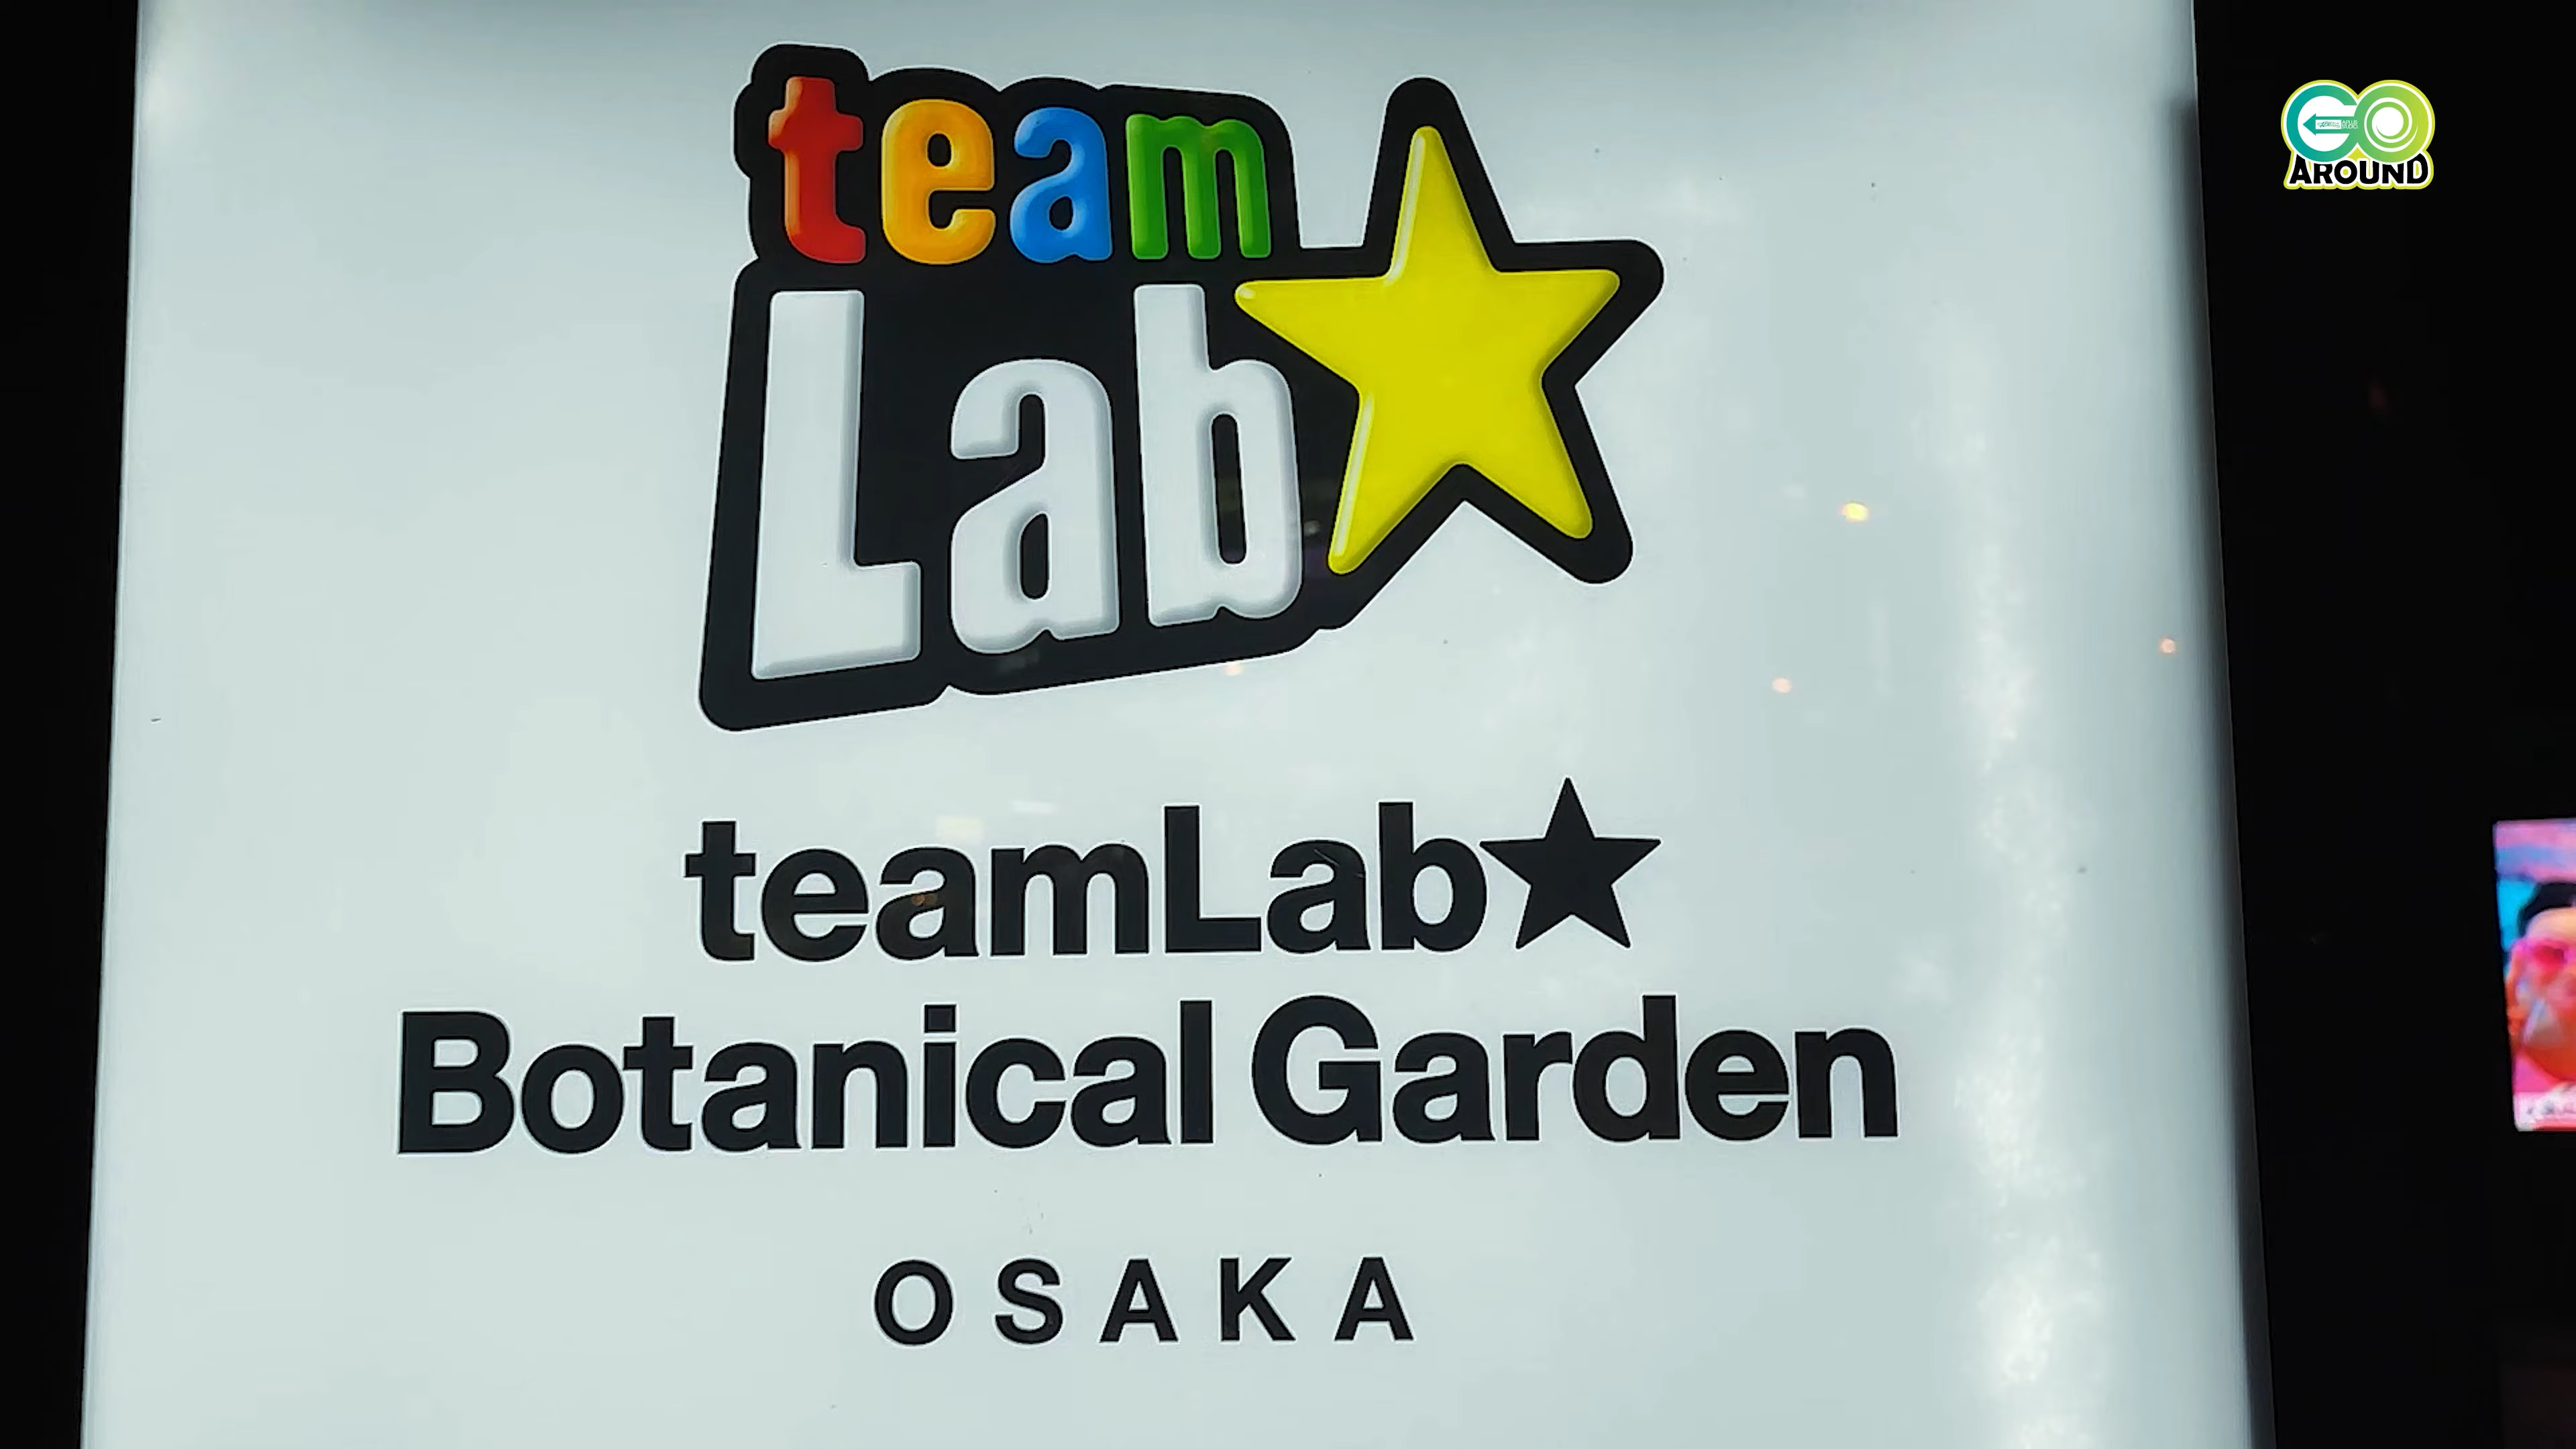 team
Lab★
teamLab★
Botanical Garden
OSAKA
GO
AROUND